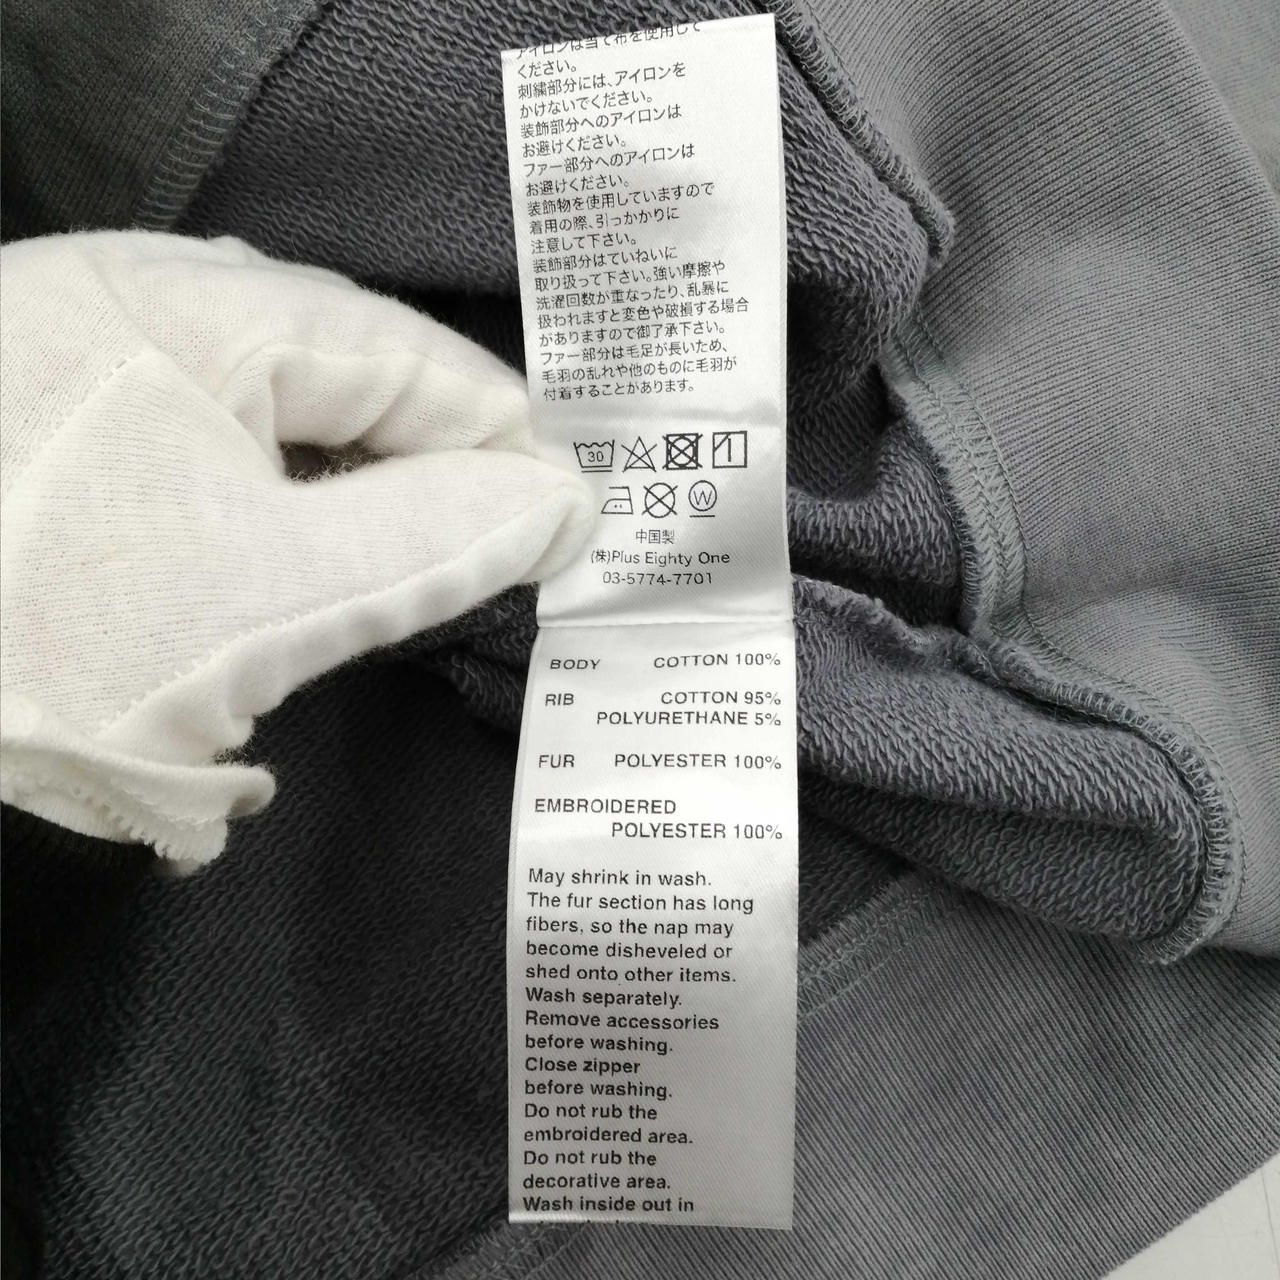 アイロンは当て布を使用して
ください。
刺繍部分には、アイロンを
かけないでください。
装飾部分へのアイロンは
お避けください。
ファー部分へのアイロンは
お避けください。
装飾物を使用していますので
着用の際、引っかかりに
注意して下さい。
装飾部分はていねいに
取り扱って下さい。強い摩擦や
洗濯回数が重なったり、乱暴に
扱われますと変色や破損する場合
がありますので御了承下さい。
ファー部分は毛足が長いため、
毛羽の乱れや他のものに毛羽が
付着することがあります。
30
W
中国製
(株)Plus Eighty One
03-5774-7701
BODY COTTON 100%
RIB COTTON 95%
POLYURETHANE 5%
FUR POLYESTER 100%
EMBROIDERED
POLYESTER 100%
May shrink in wash.
The fur section has long
fibers, so the nap may
become disheveled or
shed onto other items.
Wash separately.
Remove accessories
before washing.
Close zipper
before washing.
Do not rub the
embroidered area.
Do not rub the
decorative area.
Wash inside out in